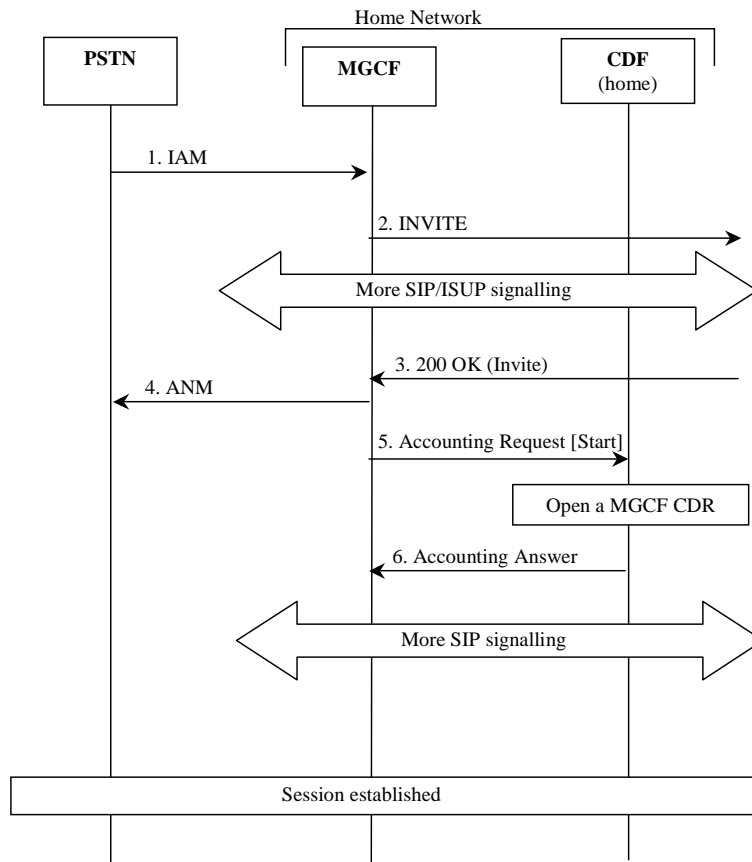 Home Network
PSTN
MGCF
CDF
(home)
1. IAM
2. INVITE
More SIP/ISUP signalling
3. 200 OK (Invite)
4. ANM
5. Accounting Request [Start]
Open a MGCF CDR
6. Accounting Answer
More SIP signalling
Session established